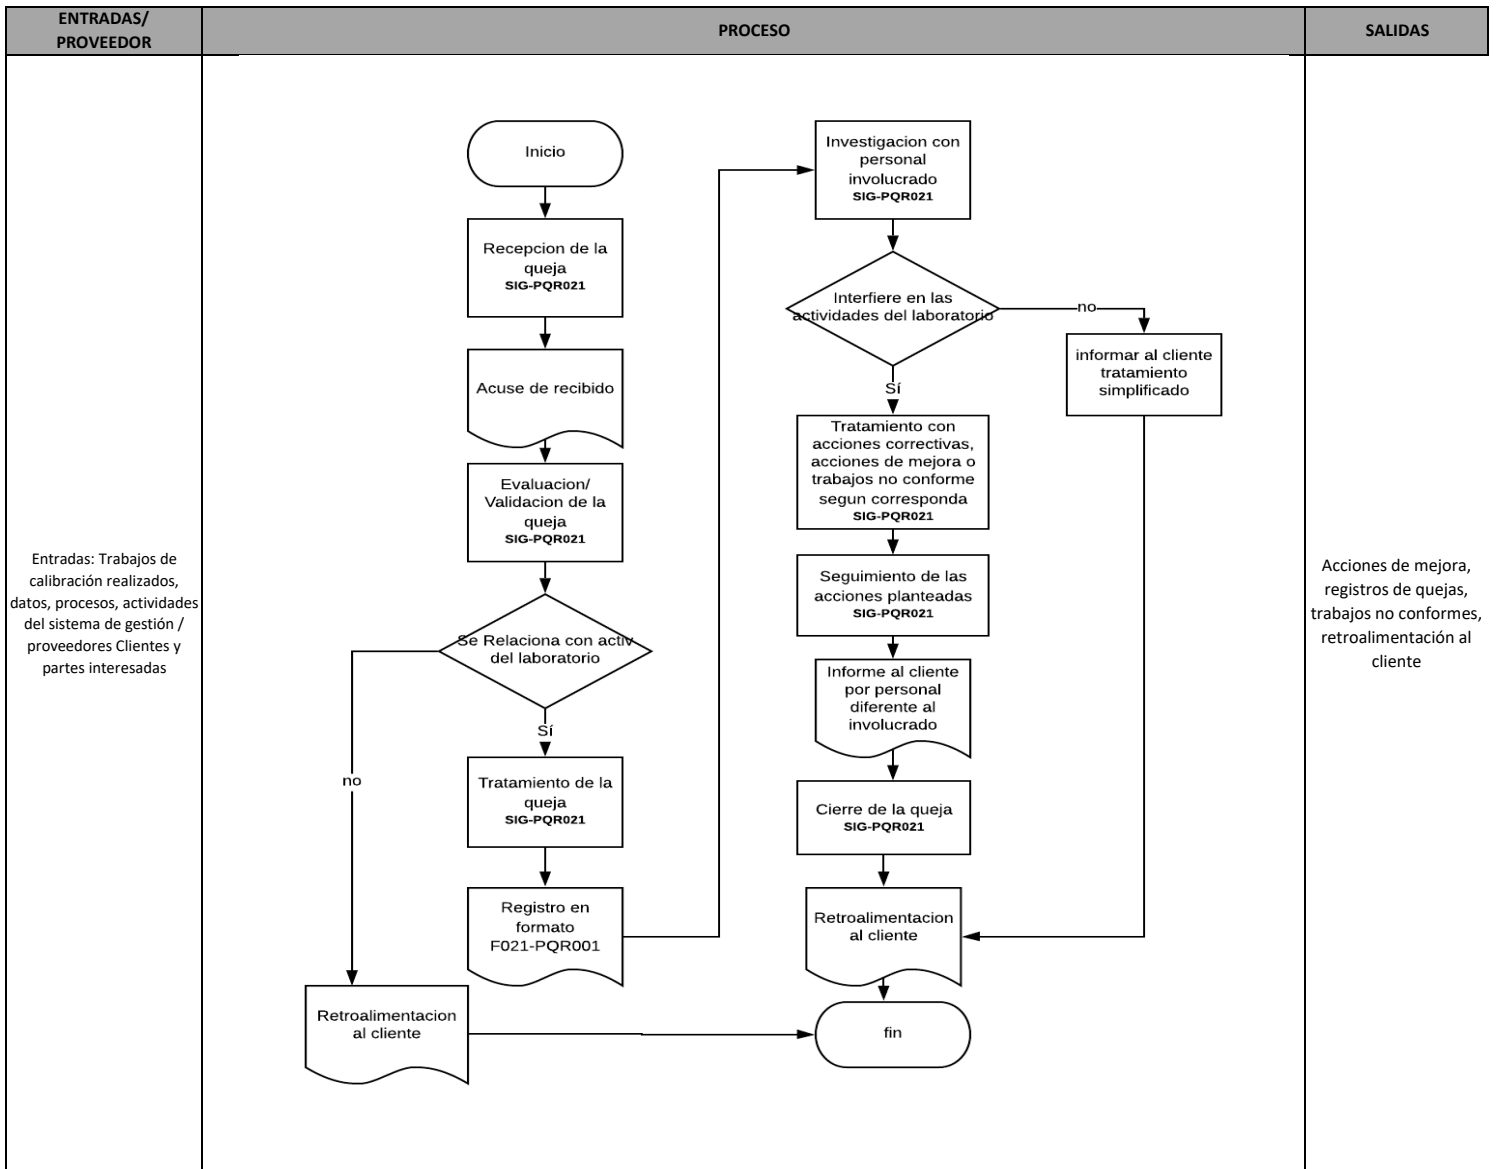 ENTRADAS/
PROVEEDOR
PROCESO
SALIDAS
Entradas: Trabajos de
calibración realizados,
datos, procesos, actividades
del sistema de gestión /
proveedores Clientes y
partes interesadas
Inicio
Recepcion de la
queja
SIG-PQR021
Acuse de recibido
Evaluacion/
Validacion de la
queja
SIG-PQR021
Se Relaciona con activ
del laboratorio
no
Sí
Tratamiento de la
queja
SIG-PQR021
Registro en
formato
F021-PQR001
Retroalimentacion
al cliente
Investigacion con
personal
involucrado
SIG-PQR021
Interfiere en las
actividades del laboratorio
no
informar al cliente
tratamiento
simplificado
Sí
Tratamiento con
acciones correctivas,
acciones de mejora o
trabajos no conforme
segun corresponda
SIG-PQR021
Seguimiento de las
acciones planteadas
SIG-PQR021
Informe al cliente
por personal
diferente al
involucrado
Cierre de la queja
SIG-PQR021
Retroalimentacion
al cliente
fin
Acciones de mejora,
registros de quejas,
trabajos no conformes,
retroalimentación al
cliente